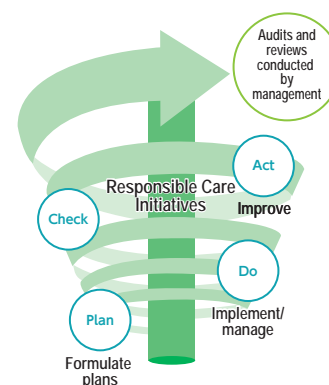 Audits and
reviews
conducted
by
management
Act
Improve
Responsible Care
Initiatives
Check
Do
Implement/
manage
Plan
Formulate
plans